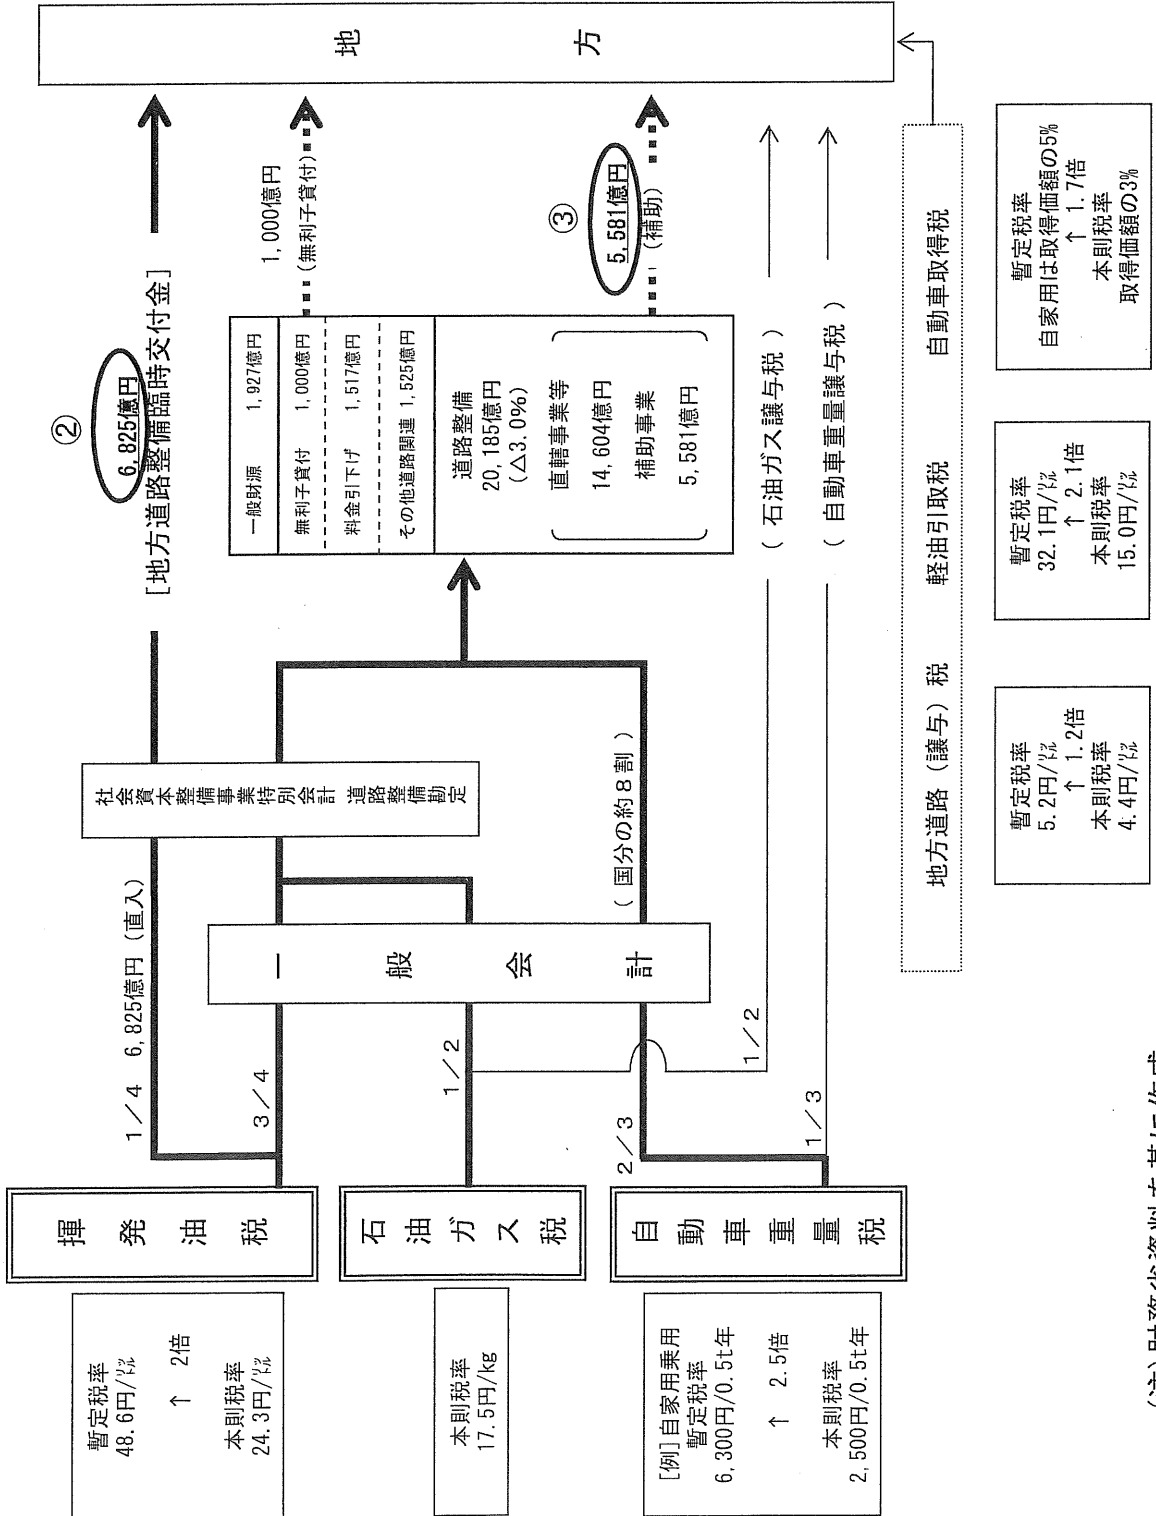 暫定税率
48.6円/㍑
↑ 2倍
本則税率
24.3円/㍑
揮発油税
1/4 6,825億円（直入）
3/4
本則税率
17.5円/kg
石油ガス税
1/2
1/2
[例]自家用乗用
暫定税率
6,300円/0.5t年
↑ 2.5倍
本則税率
2,500円/0.5t年
自動車重量税
2/3
1/3
一般会計
（国分の約8割）
社会資本整備事業特別会計 道路整備勘定
②
6,825億円
[地方道路整備臨時交付金]
一般財源 1,927億円
無利子貸付 1,000億円
料金引下げ 1,517億円
その他道路関連 1,525億円
道路整備
20,185億円
(△3.0%)
直轄事業等
14,604億円
補助事業
5,581億円
1,000億円
（無利子貸付）
③
5,581億円
（補助）
（石油ガス譲与税）
（自動車重量譲与税）
地方
地方道路（譲与）税 軽油引取税 自動車取得税
暫定税率
5.2円/㍑
↑ 1.2倍
本則税率
4.4円/㍑
暫定税率
32.1円/㍑
↑ 2.1倍
本則税率
15.0円/㍑
暫定税率
自家用は取得価額の5%
↑ 1.7倍
本則税率
取得価額の3%
（注）財務省資料を基に作成